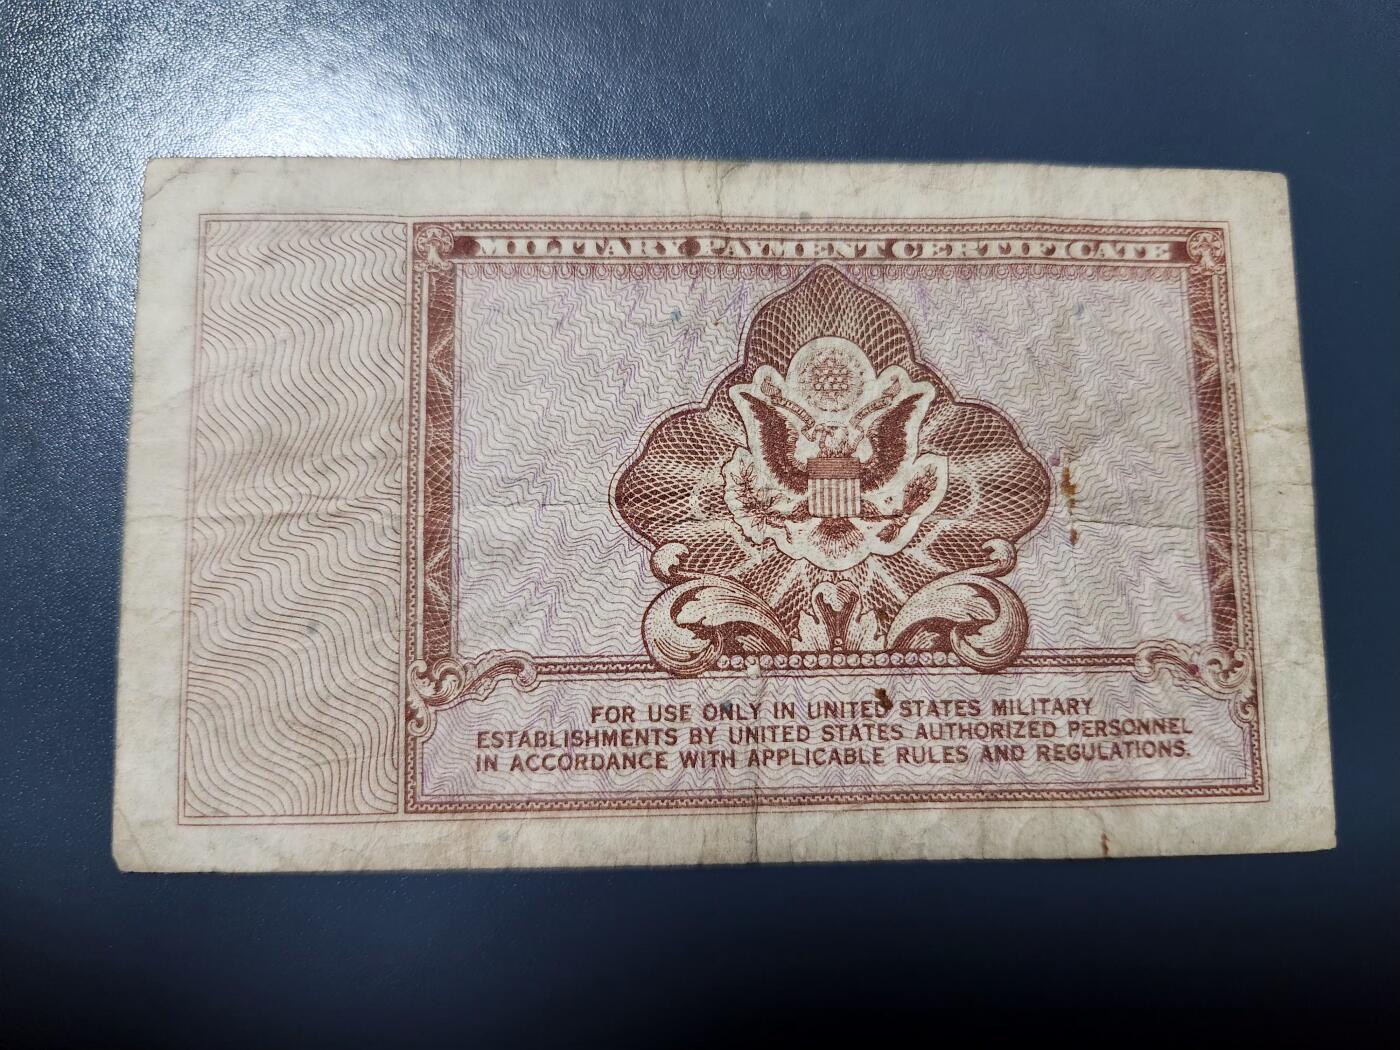 MILITARY PAYMENT CERTIFICATE
FOR USE ONLY IN UNITED STATES MILITARY
ESTABLISHMENTS BY UNITED STATES AUTHORIZED PERSONNEL
IN ACCORDANCE WITH APPLICABLE RULES AND REGULATIONS.